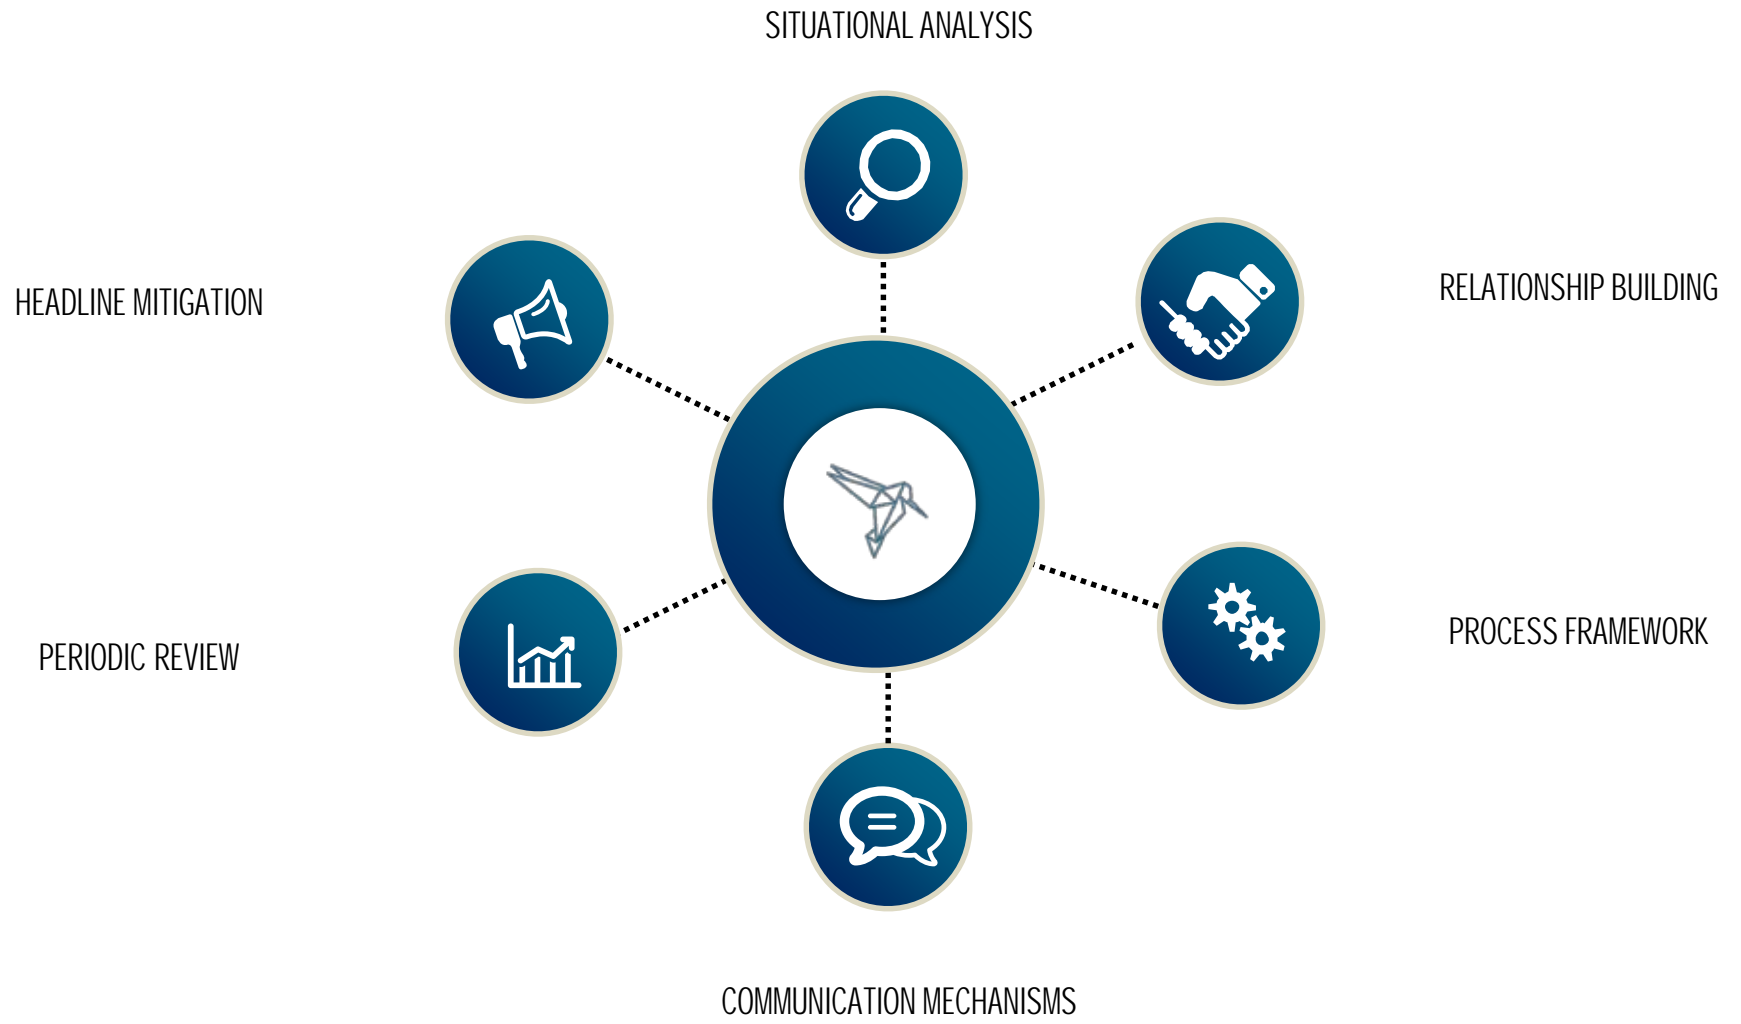 SITUATIONAL ANALYSIS
HEADLINE MITIGATION
RELATIONSHIP BUILDING
PERIODIC REVIEW
PROCESS FRAMEWORK
COMMUNICATION MECHANISMS